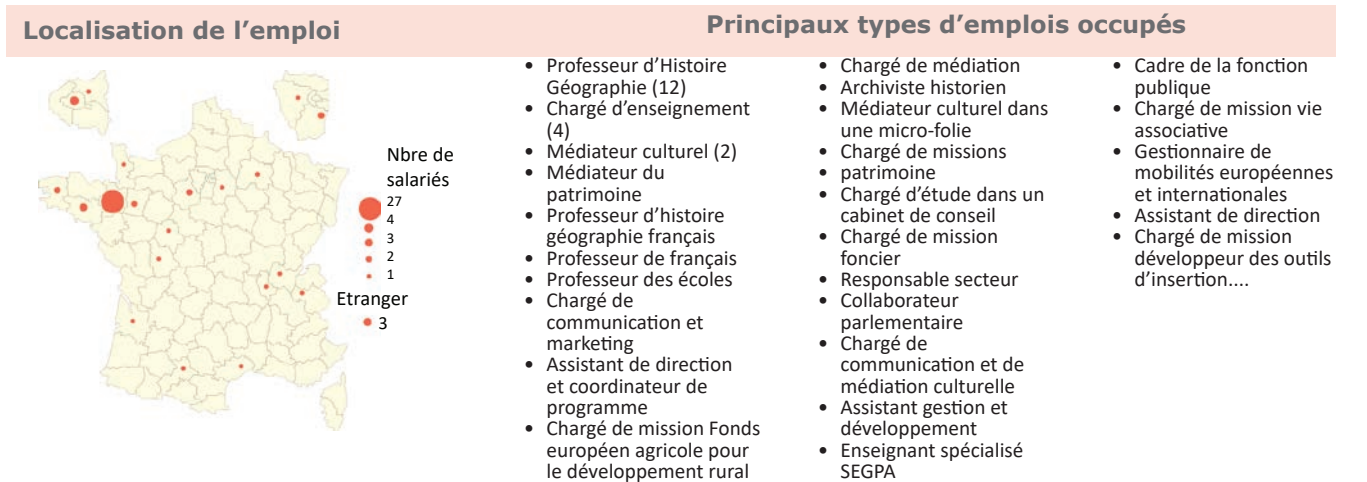 Localisation de l'emploi
Principaux types d'emplois occupés
Nbre de
salariés
27
4
3
2
1
Etranger
3
• Professeur d'Histoire
Géographie (12)
• Chargé d'enseignement
(4)
• Médiateur culturel (2)
• Médiateur du
patrimoine
• Professeur d'histoire
géographie français
• Professeur de français
• Professeur des écoles
• Chargé de
communication et
marketing
• Assistant de direction
et coordinateur de
programme
• Chargé de mission Fonds
européen agricole pour
le développement rural
• Chargé de médiation
• Archiviste historien
• Médiateur culturel dans
une micro-folie
• Chargé de missions
• patrimoine
• Chargé d'étude dans un
cabinet de conseil
• Chargé de mission
foncier
• Responsable secteur
• Collaborateur
parlementaire
• Chargé de
communication et de
médiation culturelle
• Assistant gestion et
développement
• Enseignant spécialisé
SEGPA
• Cadre de la fonction
publique
• Chargé de mission vie
associative
• Gestionnaire de
mobilités européennes
et internationales
• Assistant de direction
• Chargé de mission
développeur des outils
d'insertion....